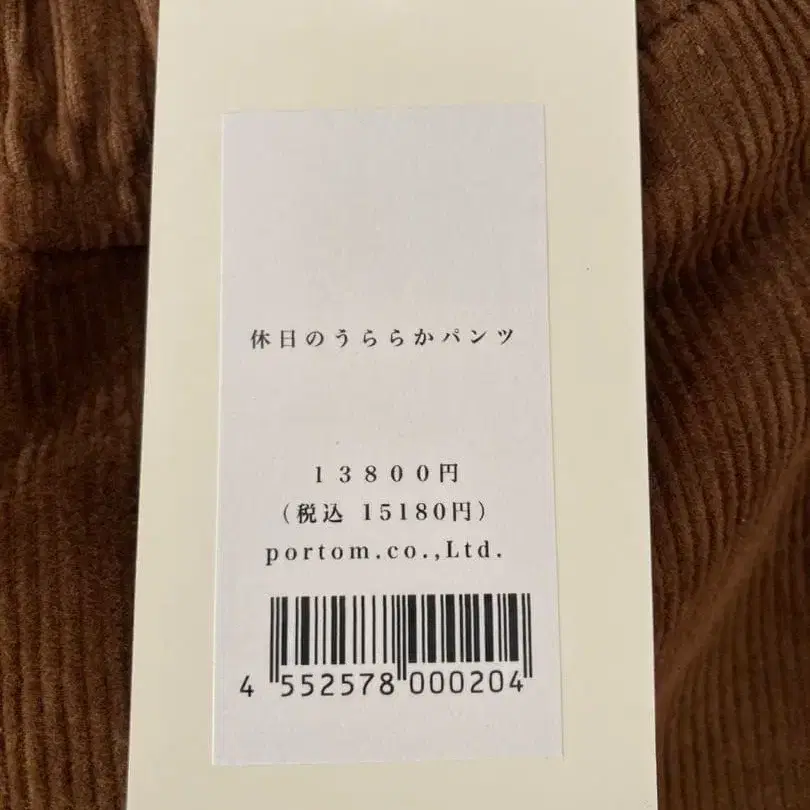 休日のうららかパンツ
１３８００円
（税込 15180円）
portom.co.,Ltd.
4 552578 000204